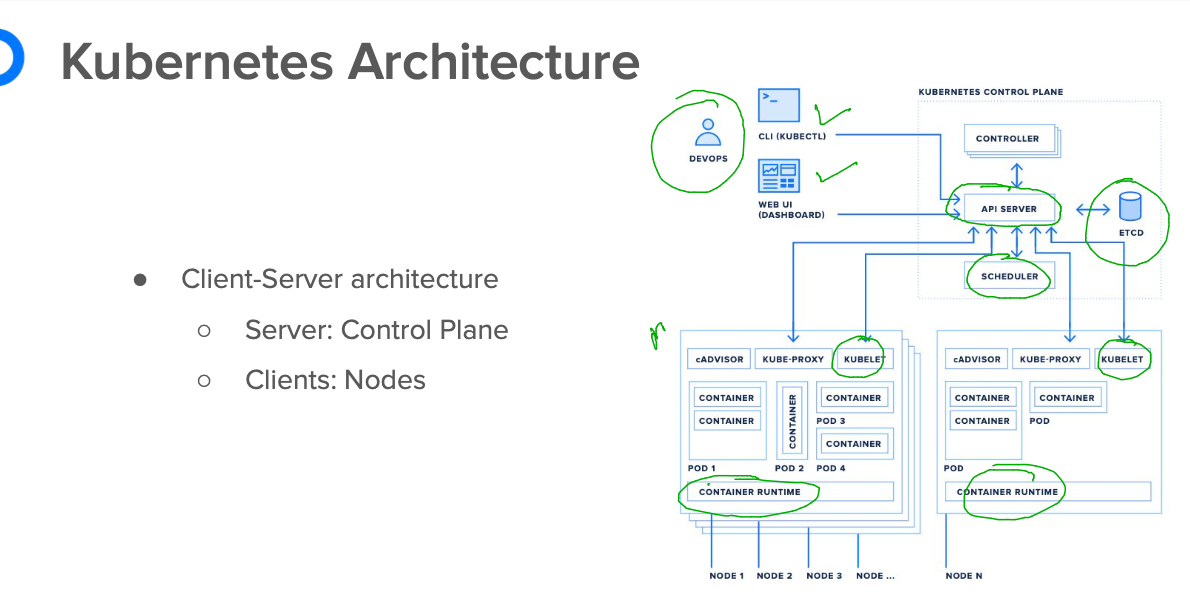 Kubernetes Architecture
Client-Server architecture
Server: Control Plane
Clients: Nodes
KUBERNETES CONTROL PLANE
>_
CLI (KUBECTL)
DEVOPS
WEB UI
(DASHBOARD)
CONTROLLER
API SERVER
ETCD
SCHEDULER
cADVISOR
KUBE-PROXY
KUBELET
CONTAINER
CONTAINER
POD 1
CONTAINER
POD 2
CONTAINER
POD 3
CONTAINER
POD 4
CONTAINER RUNTIME
NODE 1
NODE 2
NODE 3
NODE ...
cADVISOR
KUBE-PROXY
KUBELET
CONTAINER
CONTAINER
POD
CONTAINER
POD
CONTAINER RUNTIME
NODE N